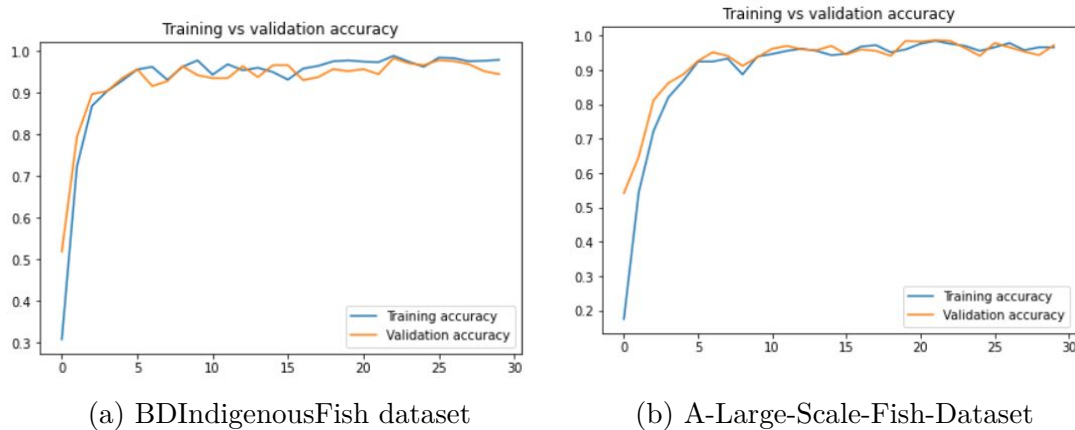 Training vs validation accuracy
1.0
0.9
0.8
0.7
0.6
0.5
0.4
0.3
0 5 10 15 20 25 30
Training accuracy
Validation accuracy
(a) BDIndigenousFish dataset
Training vs validation accuracy
1.0
0.9
0.8
0.7
0.6
0.5
0.4
0.3
0.2
0 5 10 15 20 25 30
Training accuracy
Validation accuracy
(b) A-Large-Scale-Fish-Dataset